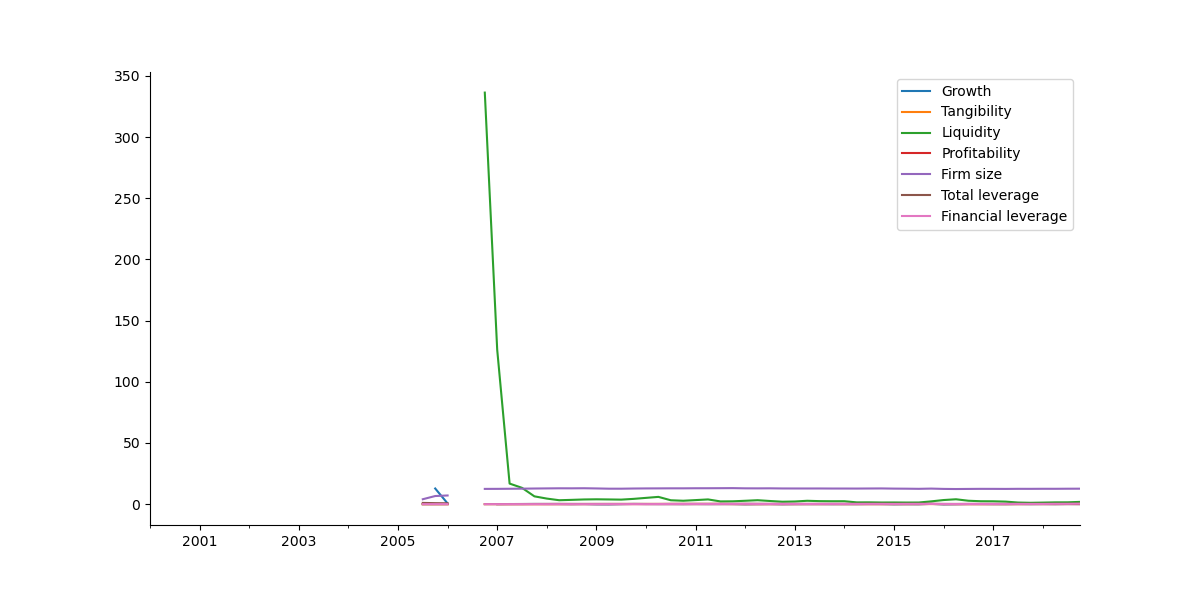 350
300
250
200
150
100
50
0
2001 2003 2005 2007 2009 2011 2013 2015 2017
Growth
Tangibility
Liquidity
Profitability
Firm size
Total leverage
Financial leverage